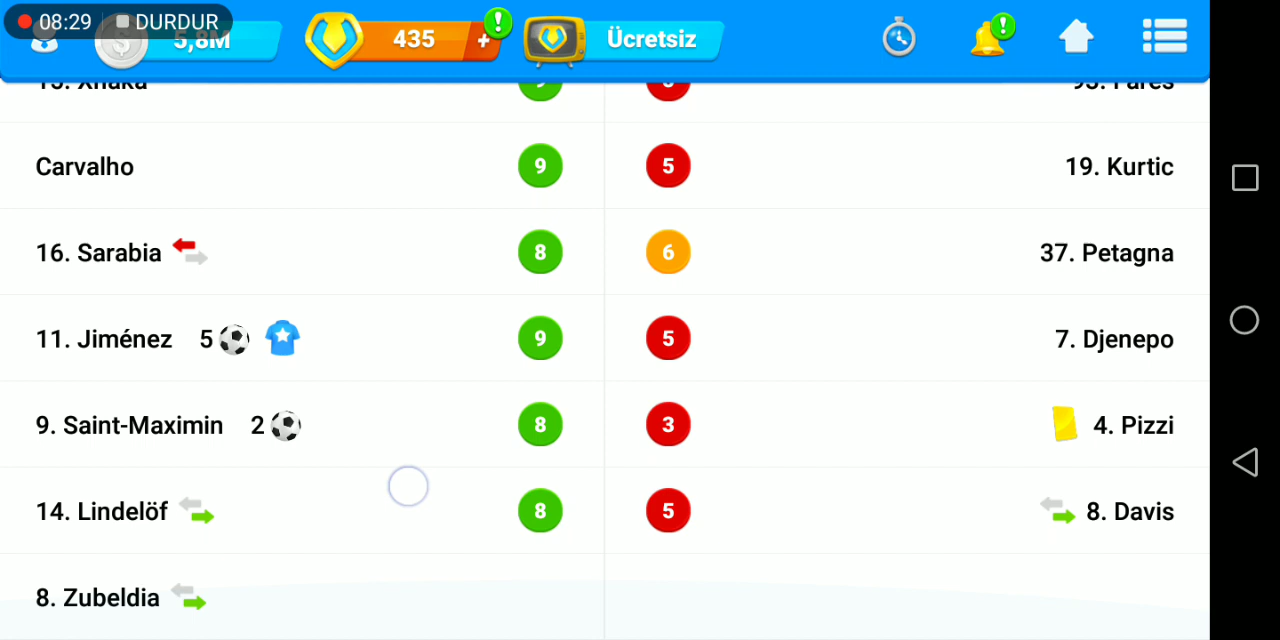 08:29 DURDUR
5,8M
435 +
Ücretsiz
Carvalho 9 5 19. Kurtic
16. Sarabia 8 6 37. Petagna
11. Jiménez 5 9 5 7. Djenepo
9. Saint-Maximin 2 8 3 4. Pizzi
14. Lindelöf 8 5 8. Davis
8. Zubeldia